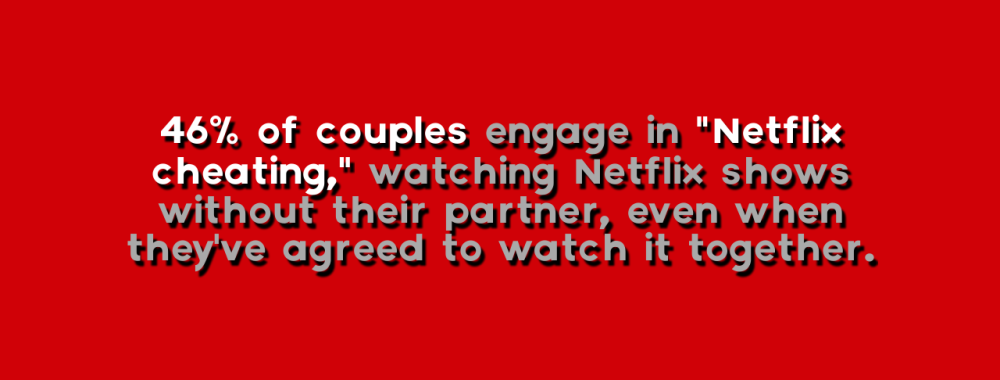 46% of couples engage in "Netflix
cheating," watching Netflix shows
without their partner, even when
they've agreed to watch it together.